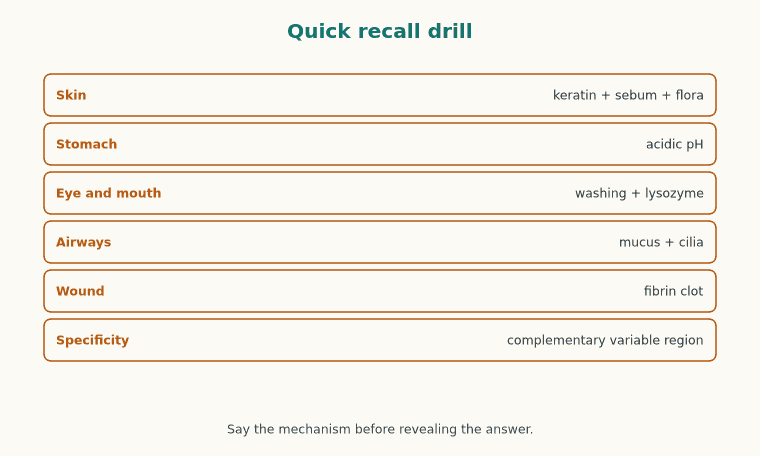 Quick recall drill
Skin keratin + sebum + flora
Stomach acidic pH
Eye and mouth washing + lysozyme
Airways mucus + cilia
Wound fibrin clot
Specificity complementary variable region
Say the mechanism before revealing the answer.